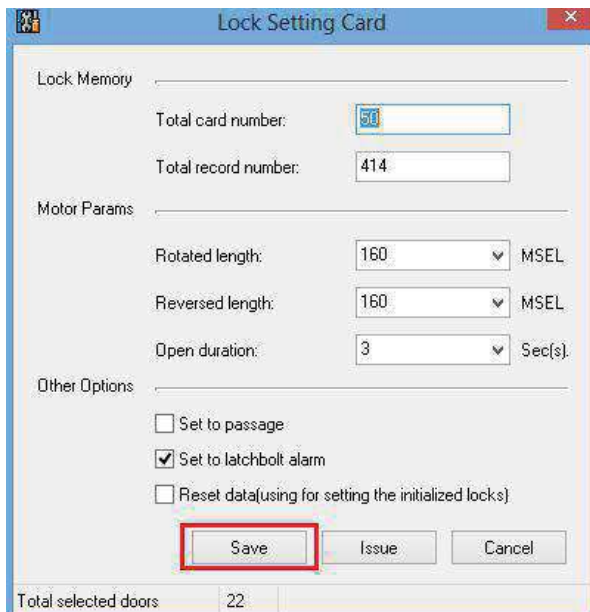 Lock Setting Card
Lock Memory
Total card number: 50
Total record number: 414
Motor Params
Rotated length: 160 MSEL
Reversed length: 160 MSEL
Open duration: 3 Sec(s).
Other Options
Set to passage
Set to latchbolt alarm
Reset data(using for setting the initialized locks)
Save Issue Cancel
Total selected doors 22